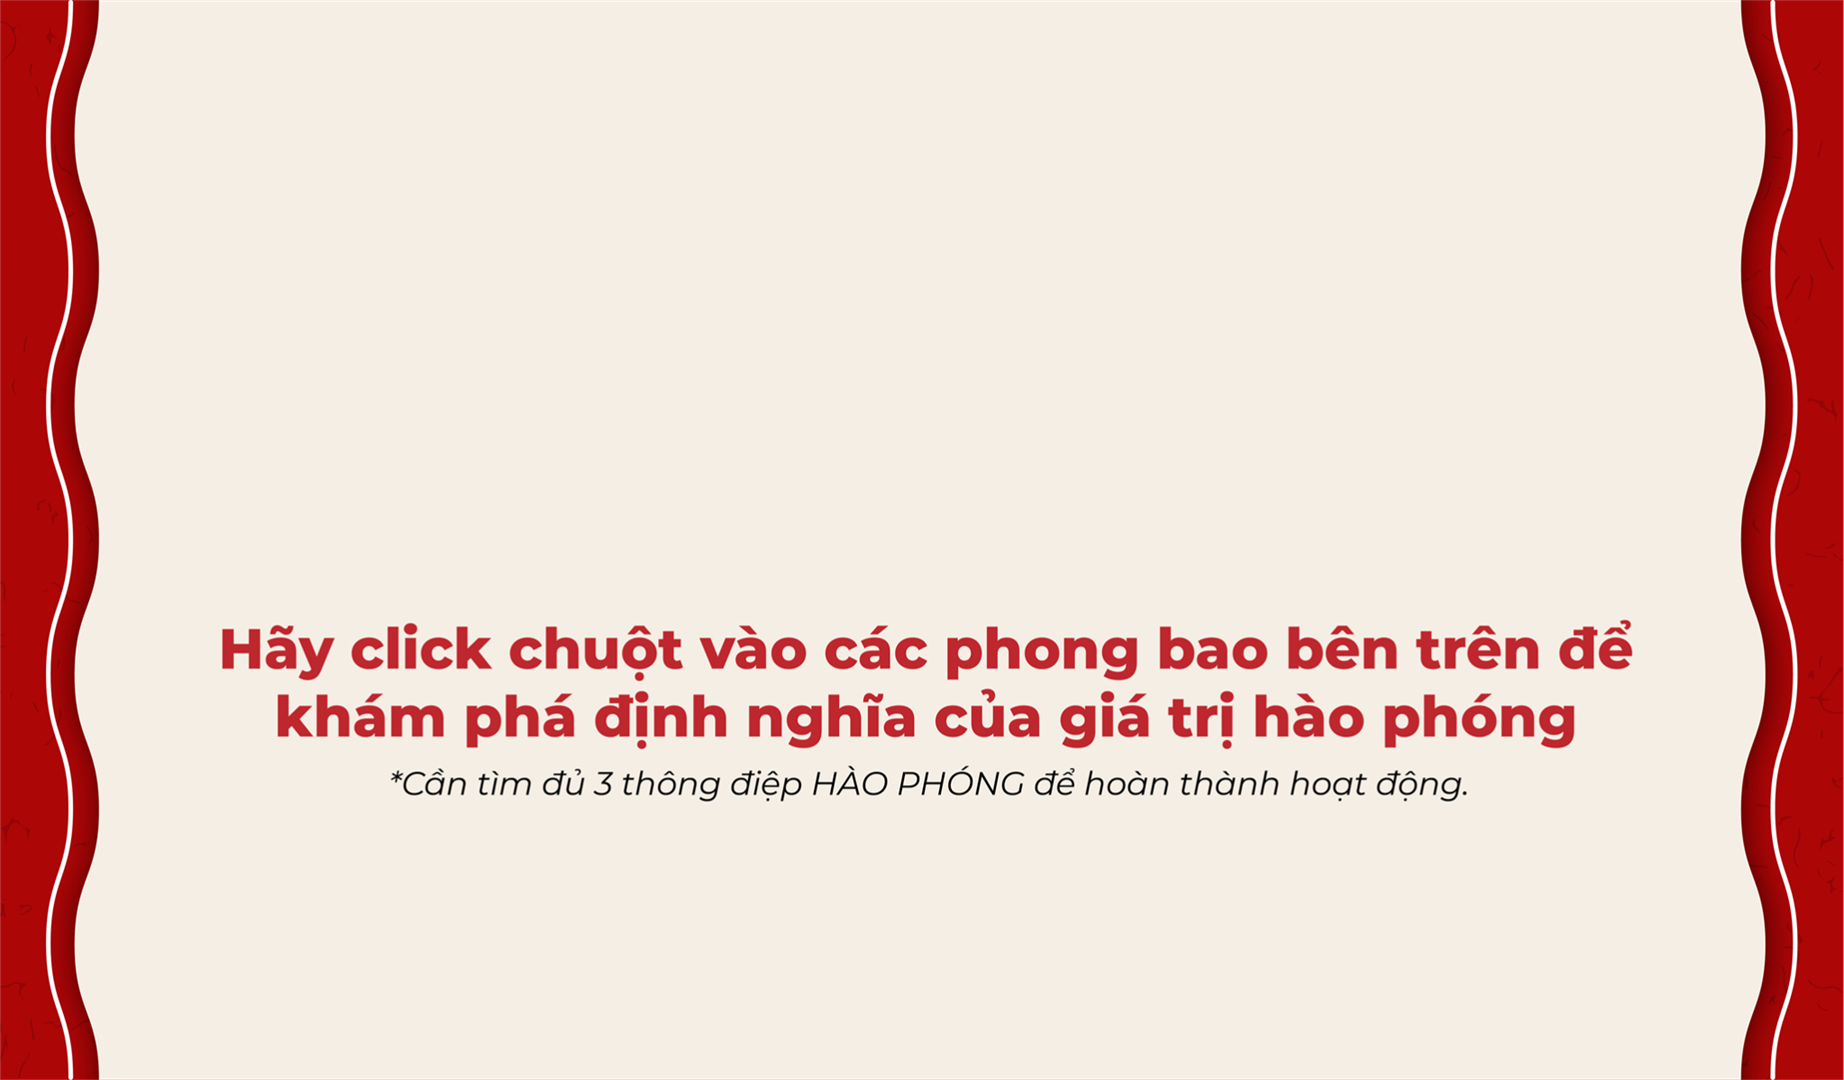 Hãy click chuột vào các phong bao bên trên để
khám phá định nghĩa của giá trị hào phóng
*Cần tìm đủ 3 thông điệp HÀO PHÓNG để hoàn thành hoạt động.